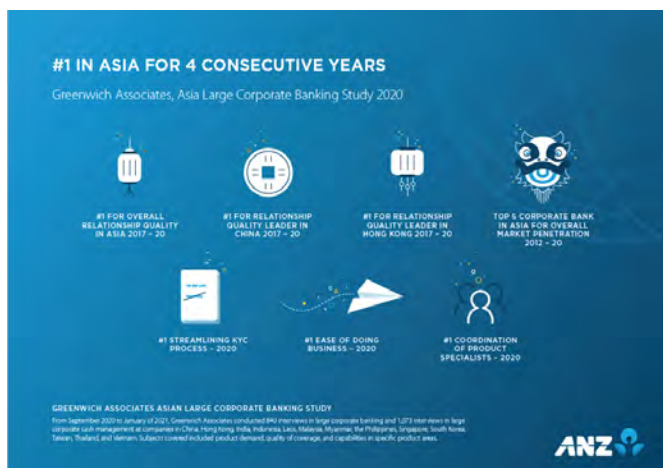 #1 IN ASIA FOR 4 CONSECUTIVE YEARS
Greenwich Associates, Asia Large Corporate Banking Study 2020
#1 FOR OVERALL
RELATIONSHIP QUALITY
IN ASIA 2017 – 20
#1 FOR RELATIONSHIP
QUALITY LEADER IN
CHINA 2017 – 20
#1 FOR RELATIONSHIP
QUALITY LEADER IN
HONG KONG 2017 – 20
TOP 5 CORPORATE BANK
IN ASIA FOR OVERALL
MARKET PENETRATION
2012 – 20
#1 STREAMLINING KYC
PROCESS – 2020
#1 EASE OF DOING
BUSINESS – 2020
#1 COORDINATION
OF PRODUCT
SPECIALISTS – 2020
GREENWICH ASSOCIATES ASIAN LARGE CORPORATE BANKING STUDY
From September 2020 to January of 2021, Greenwich Associates conducted 840 interviews in large corporate banking and 1,073 interviews in large
corporate cash management at companies in China, Hong Kong, India, Indonesia, Laos, Malaysia, Myanmar, the Philippines, Singapore, South Korea,
Taiwan, Thailand, and Vietnam. Subjects covered included product demand, quality of coverage, and capabilities in specific product areas.
ANZ